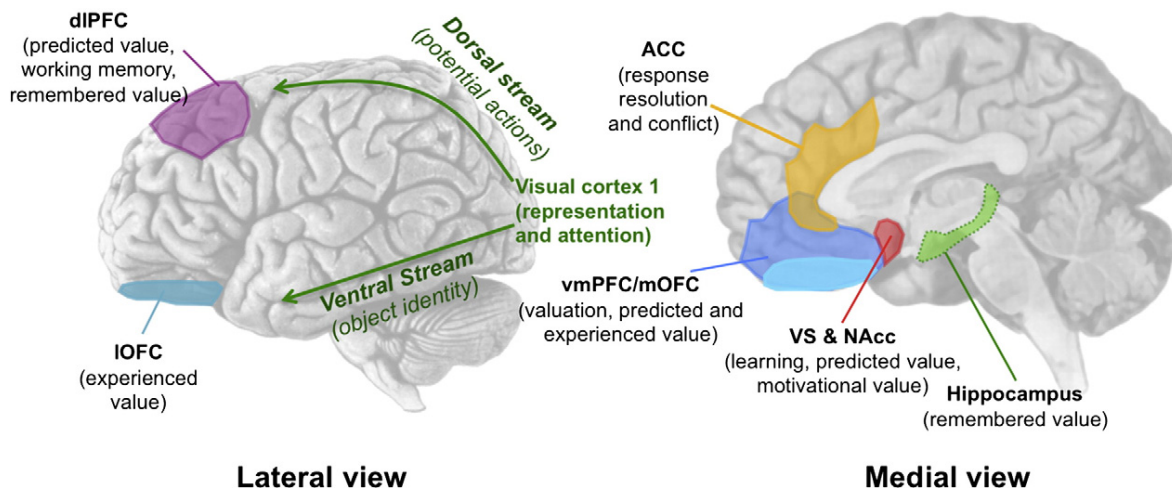 dlPFC
(predicted value,
working memory,
remembered value)
Dorsal stream
(potential actions)
Visual cortex 1
(representation
and attention)
Ventral Stream
(object identity)
lOFC
(experienced
value)
Lateral view
ACC
(response
resolution
and conflict)
vmPFC/mOFC
(valuation, predicted and
experienced value)
VS & NAcc
(learning, predicted value,
motivational value)
Hippocampus
(remembered value)
Medial view